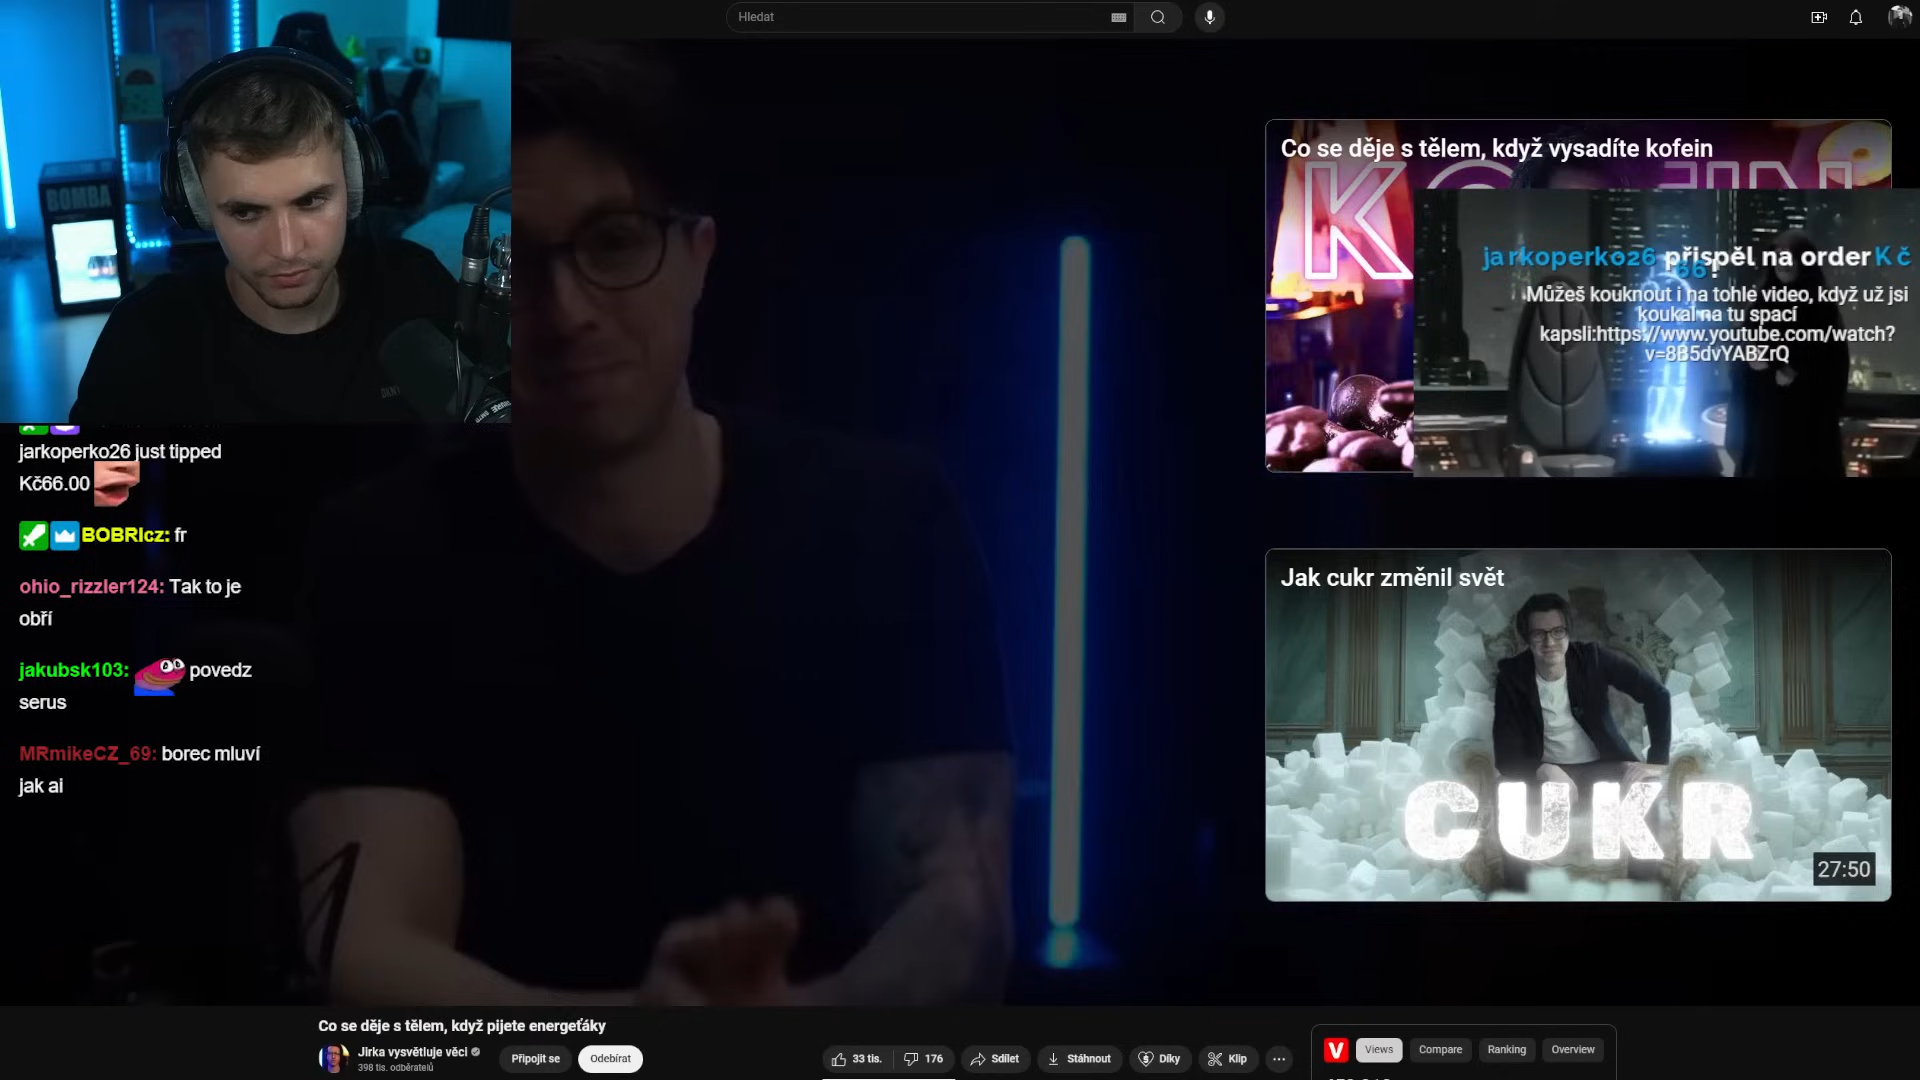 Hledat
BOMBA
DKNY
jarkoperko26 just tipped
Kč66.00
BOBRIcz: fr
ohio_rizzler124: Tak to je
obří
jakubsk103: povedz
serus
MRmikeCZ_69: borec mluví
jak ai
Co se děje s tělem, když vysadíte kofein
jarkoperko26 přispěl na order Kč
66!
Můžeš kouknout i na tohle video, když už jsi
koukal na tu spací
kapsli:https://www.youtube.com/watch?
v=8B5dvYABZrQ
Jak cukr změnil svět
CUKR
27:50
Co se děje s tělem, když pijete energeťáky
Jirka vysvětluje věci
398 tis. odběratelů
Připojit se
Odebírat
33 tis.
176
Sdílet
Stáhnout
Díky
Klip
Views
Compare
Ranking
Overview